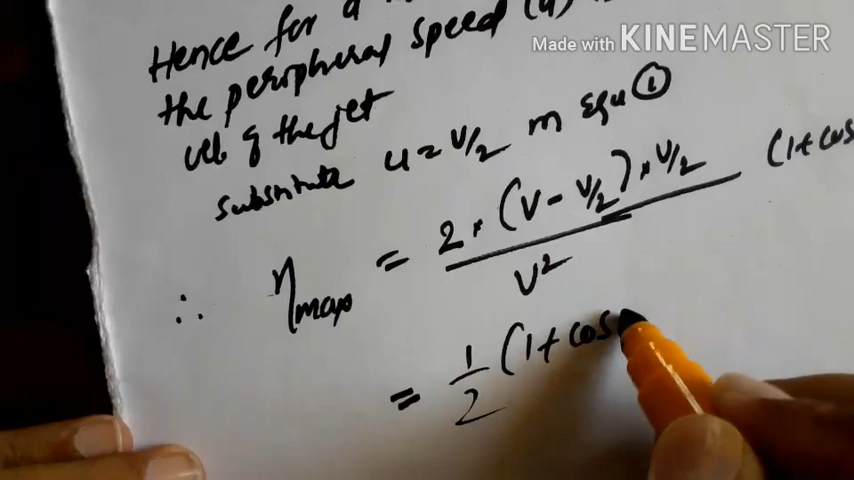 Made with KINEMASTER
Hence for a
the peripheral speed (u)
vel of the jet
substitute u = V/2 in equ ①
∴ ηmax = 2 × (V - V/2) × V/2 (1+cos
V²
= 1/2 (1+ cos